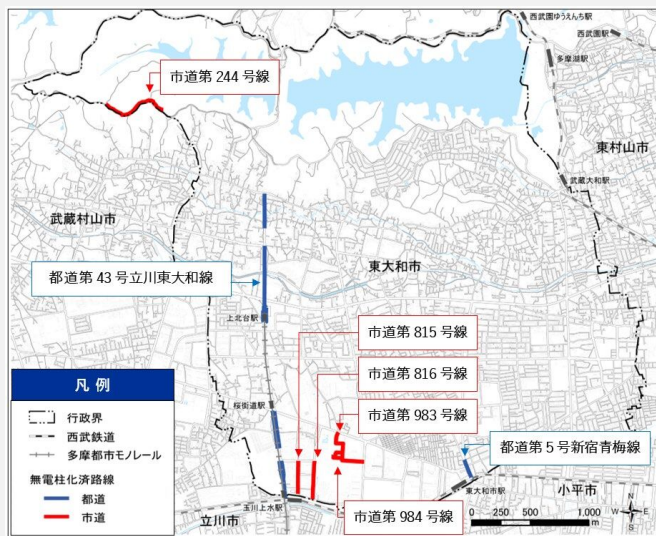 西武園ゆうえんち駅
西武園駅
多摩湖駅
市道第 244 号線
東村山市
武蔵大和駅
武蔵村山市
都道第 43 号立川東大和線
東大和市
上北台駅
市道第 815 号線
市道第 816 号線
凡 例
行政界
西武鉄道
多摩都市モノレール
無電柱化済路線
都道
市道
桜街道駅
市道第 983 号線
都道第 5 号新宿青梅線
東大和市駅
小平市
玉川上水駅
市道第 984 号線
立川市
0 250 500 1,000
m
N
W E
S